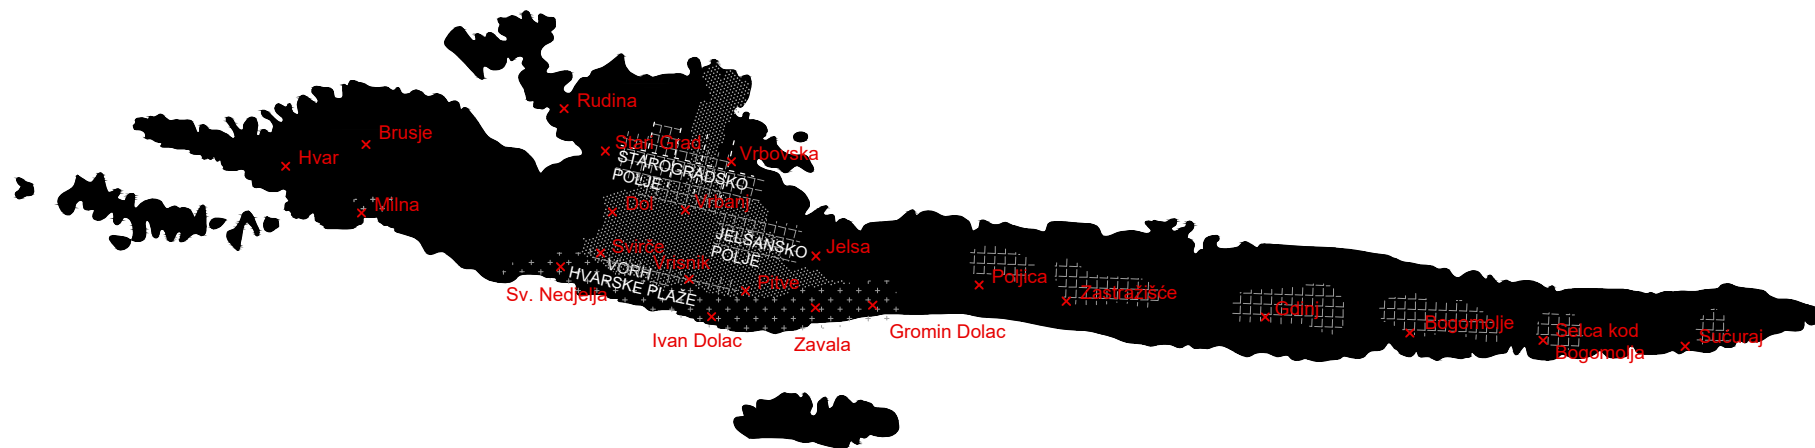 Rudina
Brusje
Hvar
Stari Grad
Vrbovska
STAROGRADSKO
POLJE
Milna
Dol
Vrbanj
JELŠANSKO
POLJE
Jelsa
Svirče
Vrisnik
VORH
HVARSKE PLAŽE
Pitve
Sv. Nedjelja
Poljica
Zastražišće
Gdinj
Bogomolje
Selca kod
Bogomolja
Sućuraj
Ivan Dolac
Zavala
Gromin Dolac